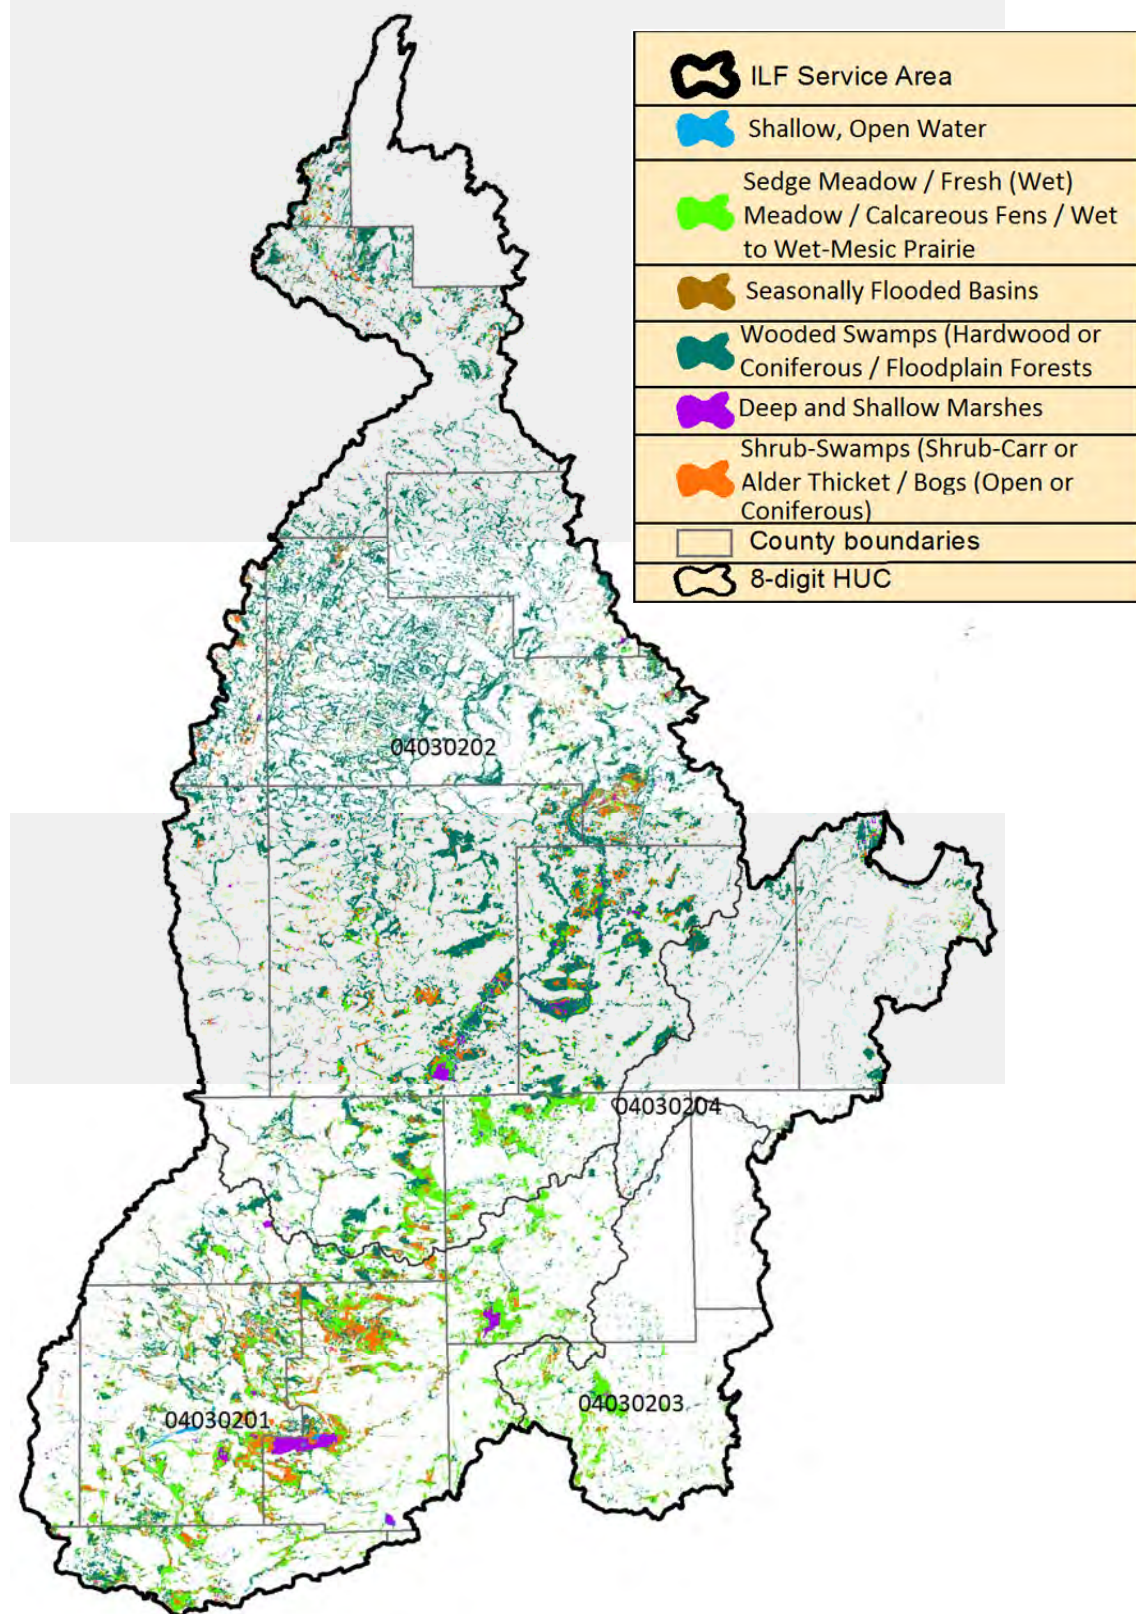 ILF Service Area
Shallow, Open Water
Sedge Meadow / Fresh (Wet)
Meadow / Calcareous Fens / Wet
to Wet-Mesic Prairie
Seasonally Flooded Basins
Wooded Swamps (Hardwood or
Coniferous / Floodplain Forests
Deep and Shallow Marshes
Shrub-Swamps (Shrub-Carr or
Alder Thicket / Bogs (Open or
Coniferous)
County boundaries
8-digit HUC
04030202
04030204
04030203
04030201